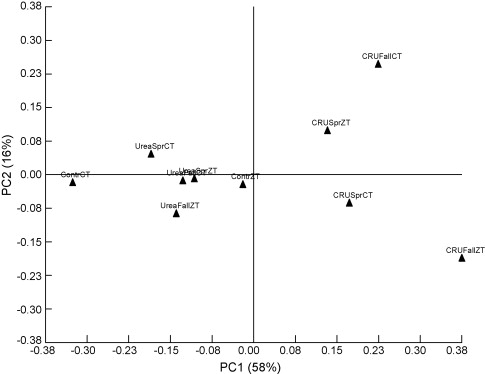 0.38
CRUFallCT
0.30
0.23
0.15
CRUSprZT
0.08
UreaSprCT
0.00
ContrCT
UreaSprZT
ContrZT
PC2 (16%)
-0.08
CRUSprCT
UreaFallZT
-0.15
CRUFallZT
-0.23
-0.30
-0.38
-0.38 -0.30 -0.23 -0.15 -0.08 0.00 0.08 0.15 0.23 0.30 0.38
PC1 (58%)